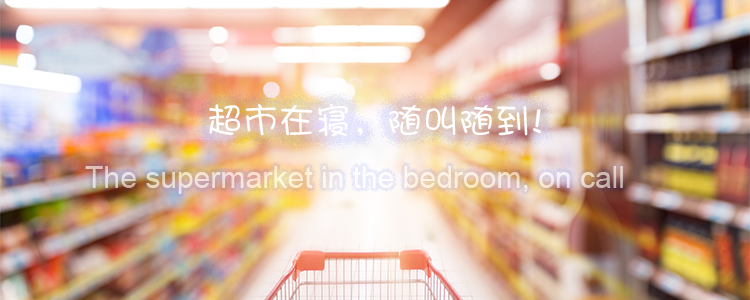 超市在寝，随叫随到！
The supermarket in the bedroom, on call